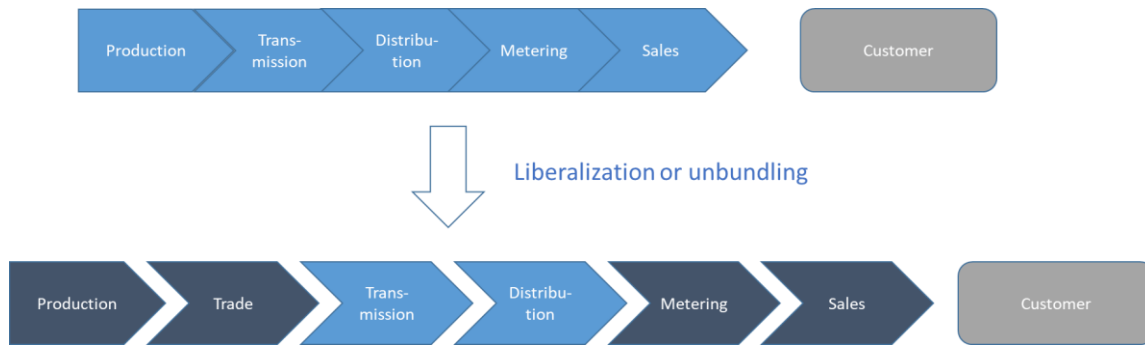 Production
Trans-
mission
Distribu-
tion
Metering
Sales
Customer
Liberalization or unbundling
Production
Trade
Trans-
mission
Distribu-
tion
Metering
Sales
Customer